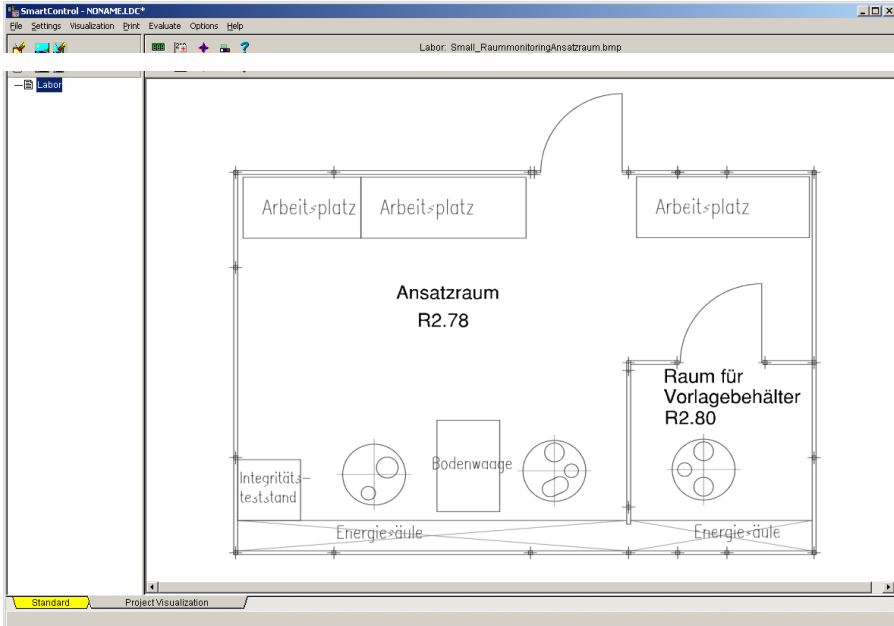 SmartControl - NONAME.LDC*
File Settings Visualization Print Evaluate Options Help
Labor: Small_RaummonitoringAnsatzraum.bmp
Labor
Arbeitsplatz Arbeitsplatz Arbeitsplatz
Ansatzraum
R2.78
Raum für
Vorlagebehälter
R2.80
Bodenwaage
Integritäts-
teststand
Energiesäule Energiesäule
Standard Project Visualization